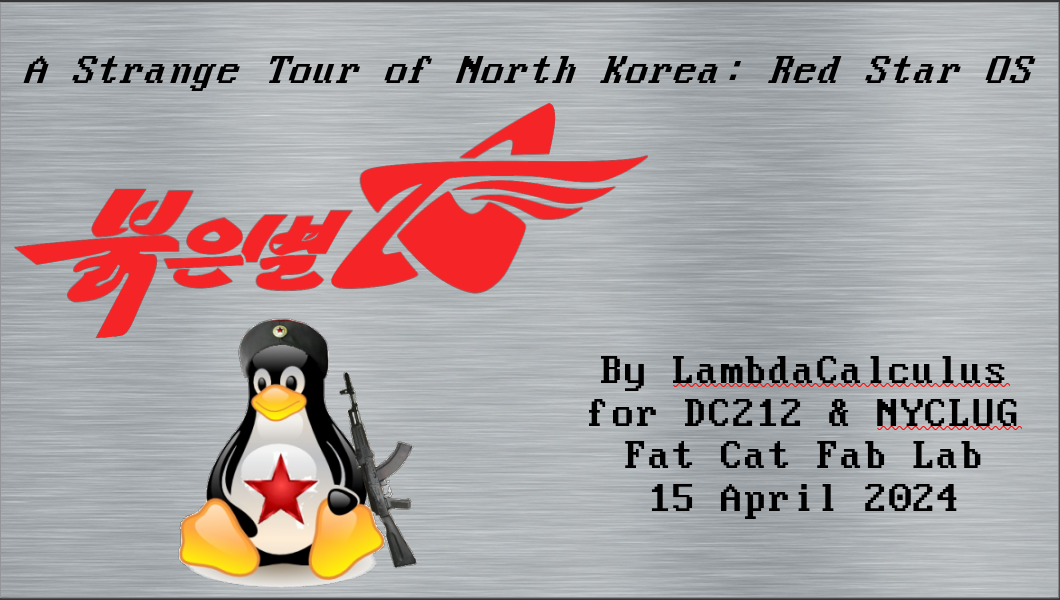 A Strange Tour of North Korea: Red Star OS
붉은별
By LambdaCalculus
for DC212 & NYCLUG
Fat Cat Fab Lab
15 April 2024